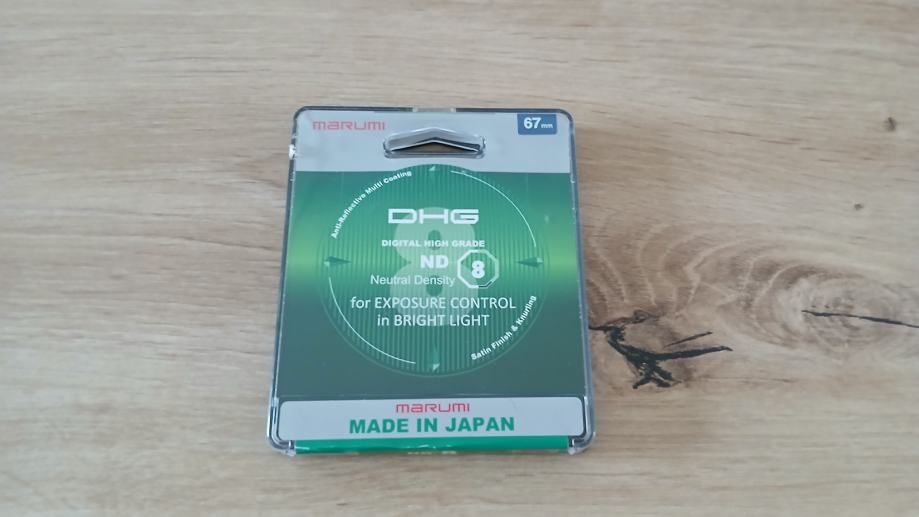 marumi
67mm
Anti-Reflective Multi Coating
DHG
DIGITAL HIGH GRADE
ND 8
Neutral Density
8
for EXPOSURE CONTROL
in BRIGHT LIGHT
Satin Finish & Knurling
marumi
MADE IN JAPAN